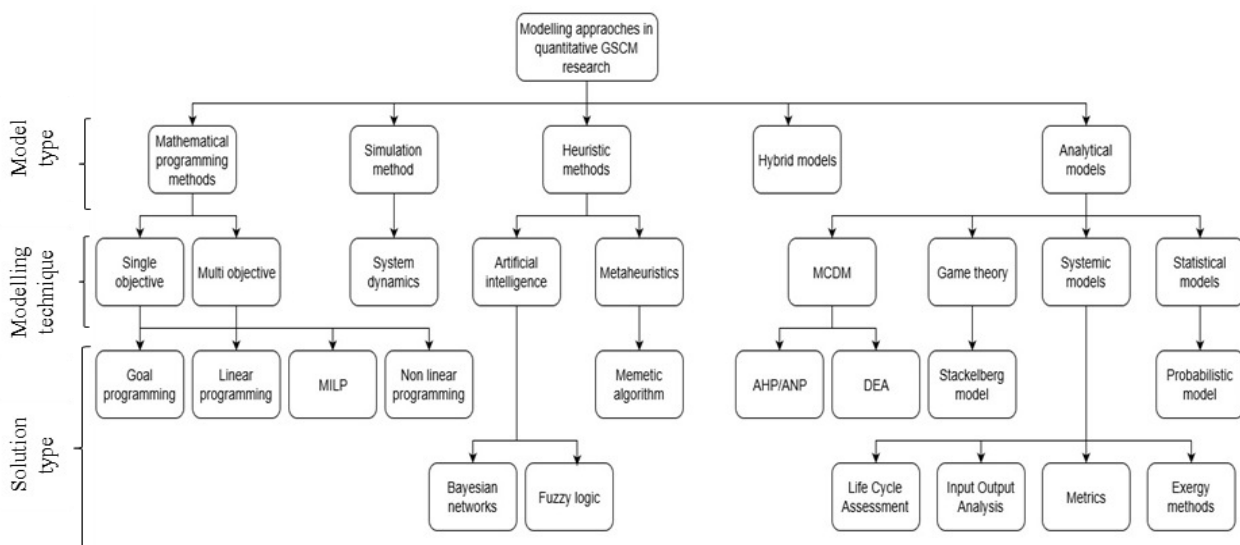 Modelling appraoches in
quantitative GSCM
research
Model
type
Mathematical
programming
methods
Simulation
method
Heuristic
methods
Hybrid models
Analytical
models
Modelling
technique
Single
objective
Multi objective
System
dynamics
Artificial
intelligence
Metaheuristics
MCDM
Game theory
Systemic
models
Statistical
models
Solution
type
Goal
programming
Linear
programming
MILP
Non linear
programming
Memetic
algorithm
AHP/ANP
DEA
Stackelberg
model
Probabilistic
model
Bayesian
networks
Fuzzy logic
Life Cycle
Assessment
Input Output
Analysis
Metrics
Exergy
methods